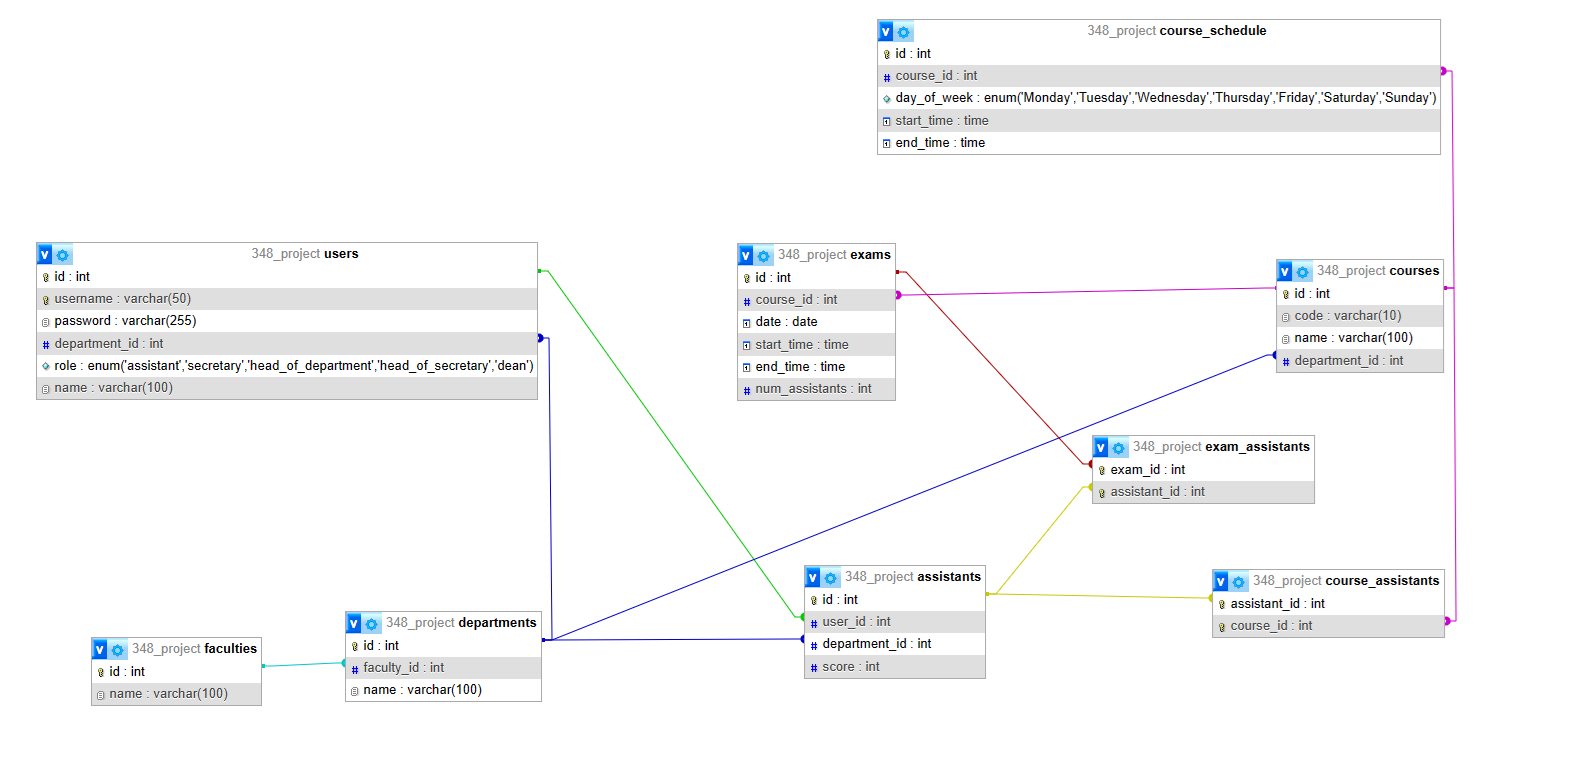 348_project course_schedule
id : int
course_id : int
day_of_week : enum('Monday','Tuesday','Wednesday','Thursday','Friday','Saturday','Sunday')
start_time : time
end_time : time
348_project users
id : int
username : varchar(50)
password : varchar(255)
department_id : int
role : enum('assistant','secretary','head_of_department','head_of_secretary','dean')
name : varchar(100)
348_project exams
id : int
course_id : int
date : date
start_time : time
end_time : time
num_assistants : int
348_project courses
id : int
code : varchar(10)
name : varchar(100)
department_id : int
348_project exam_assistants
exam_id : int
assistant_id : int
348_project assistants
id : int
user_id : int
department_id : int
score : int
348_project course_assistants
assistant_id : int
course_id : int
348_project departments
id : int
faculty_id : int
name : varchar(100)
348_project faculties
id : int
name : varchar(100)